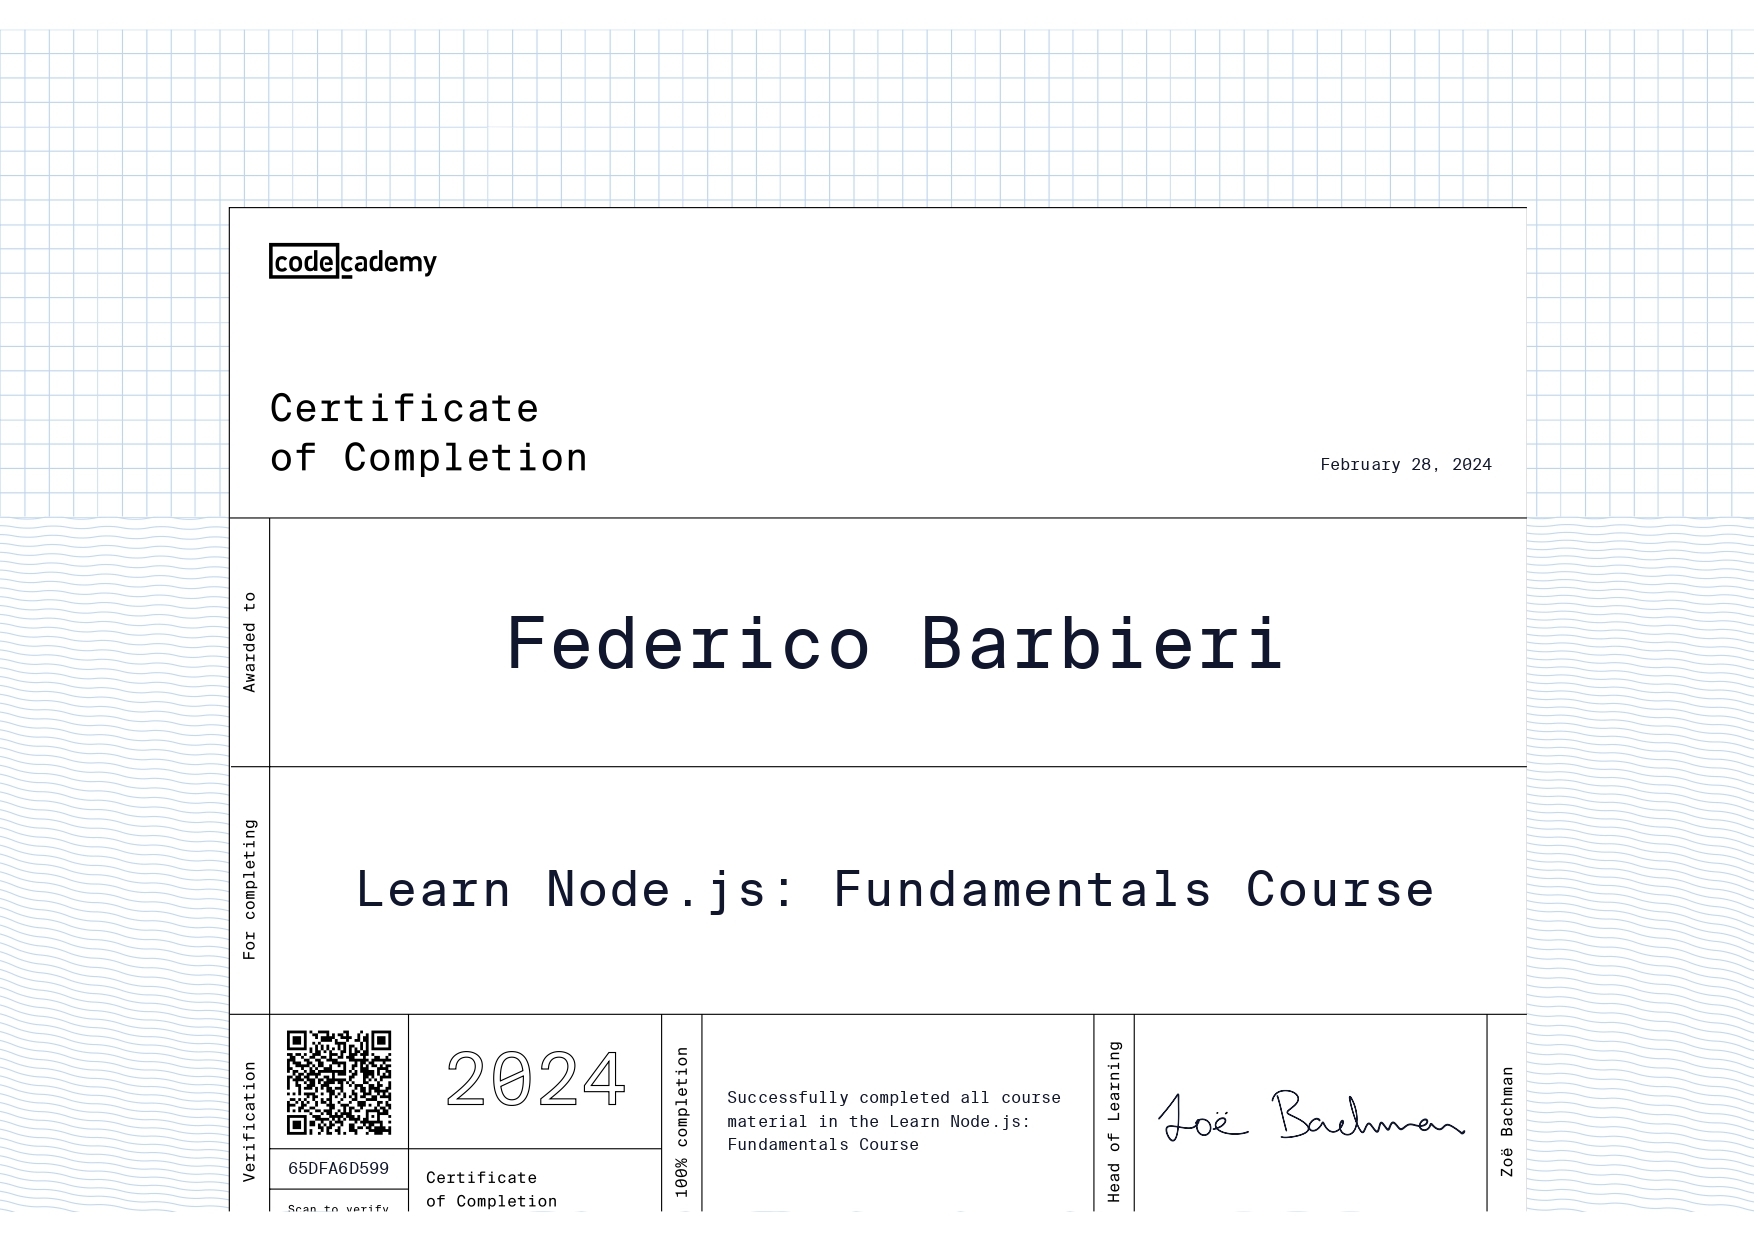 codecademy
Certificate
of Completion
February 28, 2024
Awarded to
Federico Barbieri
For completing
Learn Node.js: Fundamentals Course
Verification
65DFA6D599
Scan to verify
2024
Certificate
of Completion
100% completion
Successfully completed all course
material in the Learn Node.js:
Fundamentals Course
Head of Learning
Zoë Bachman
Zoë Bachman